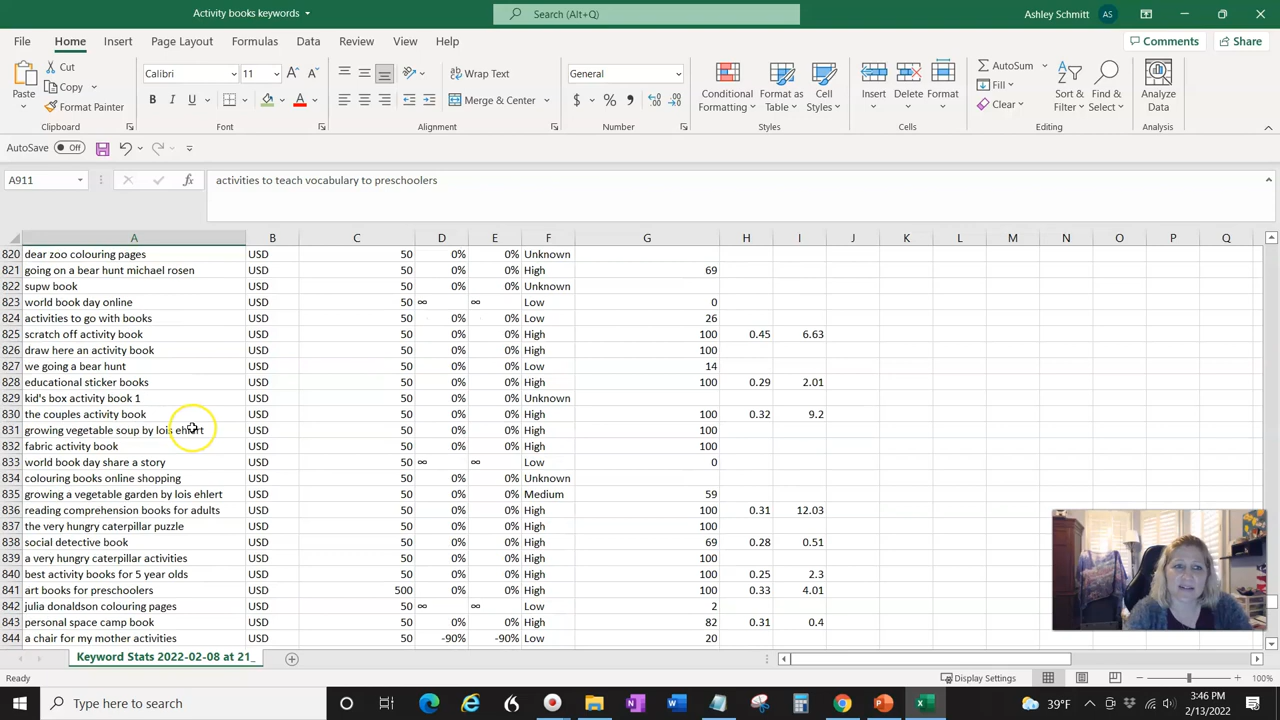 Activity books keywords
Search (Alt+Q)
Ashley Schmitt AS
File Home Insert Page Layout Formulas Data Review View Help
Comments Share
Paste Cut Copy Format Painter
Clipboard
Calibri 11
B I U
Font
Wrap Text
Merge & Center
Alignment
General
$ % ,
Number
Conditional Formatting Format as Table Cell Styles
Styles
Insert Delete Format
Cells
AutoSum Fill Clear
Sort & Filter Find & Select
Editing
Analyze Data
Analysis
AutoSave Off
A911 fx activities to teach vocabulary to preschoolers
A B C D E F G H I J K L M N O P Q
820 dear zoo colouring pages USD 50 0% 0% Unknown
821 going on a bear hunt michael rosen USD 50 0% 0% High 69
822 supw book USD 50 0% 0% Unknown
823 world book day online USD 50 ∞ ∞ Low 0
824 activities to go with books USD 50 0% 0% Low 26
825 scratch off activity book USD 50 0% 0% High 100 0.45 6.63
826 draw here an activity book USD 50 0% 0% High 100
827 we going a bear hunt USD 50 0% 0% Low 14
828 educational sticker books USD 50 0% 0% High 100 0.29 2.01
829 kid's box activity book 1 USD 50 0% 0% Unknown
830 the couples activity book USD 50 0% 0% High 100 0.32 9.2
831 growing vegetable soup by lois ehlert USD 50 0% 0% High 100
832 fabric activity book USD 50 0% 0% High 100
833 world book day share a story USD 50 ∞ ∞ Low 0
834 colouring books online shopping USD 50 0% 0% Unknown
835 growing a vegetable garden by lois ehlert USD 50 0% 0% Medium 59
836 reading comprehension books for adults USD 50 0% 0% High 100 0.31 12.03
837 the very hungry caterpillar puzzle USD 50 0% 0% High 100
838 social detective book USD 50 0% 0% High 69 0.28 0.51
839 a very hungry caterpillar activities USD 50 0% 0% High 100
840 best activity books for 5 year olds USD 50 0% 0% High 100 0.25 2.3
841 art books for preschoolers USD 500 0% 0% High 100 0.33 4.01
842 julia donaldson colouring pages USD 50 ∞ ∞ Low 2
843 personal space camp book USD 50 0% 0% High 82 0.31 0.4
844 a chair for my mother activities USD 50 -90% -90% Low 20
Keyword Stats 2022-02-08 at 21_
Ready
Display Settings
100%
Type here to search
39°F
3:46 PM
2/13/2022